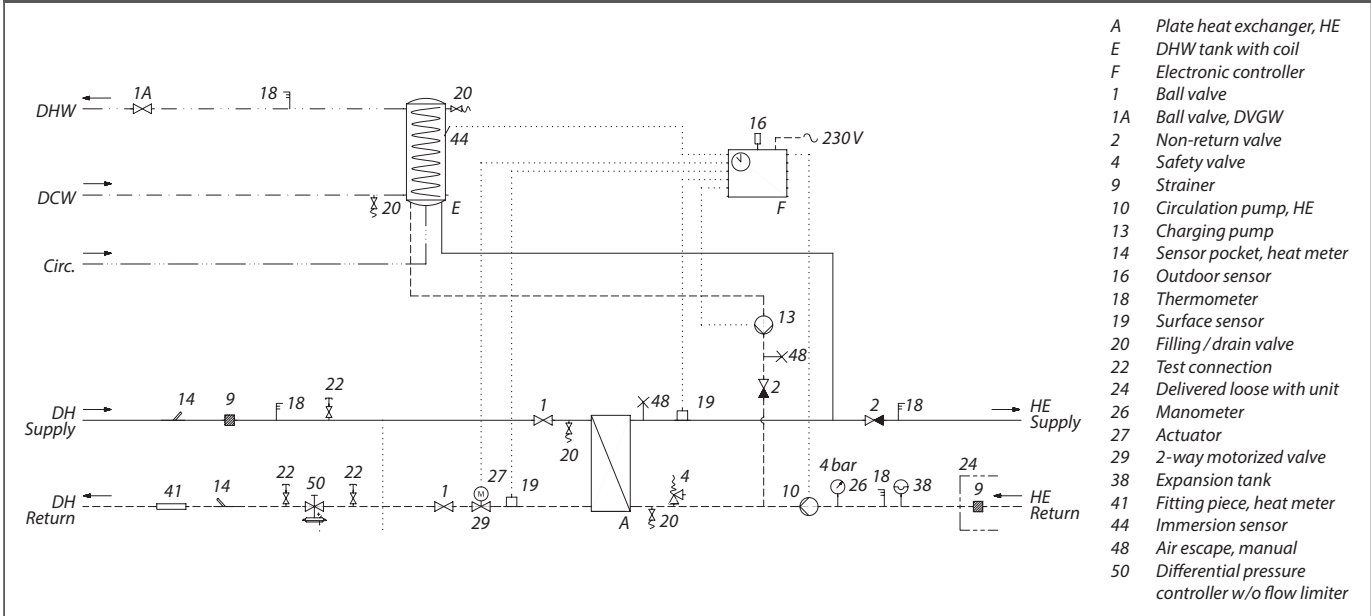 1A
18
20
DHW
44
16
230 V
DCW
20
E
F
Circ.
13
48
2
14
9
18
22
1
48
19
2
18
DH
Supply
HE
Supply
20
41
14
22
50
22
1
27
M
29
19
A
4
20
10
4 bar
26
18
38
24
9
DH
Return
HE
Return
A Plate heat exchanger, HE
E DHW tank with coil
F Electronic controller
1 Ball valve
1A Ball valve, DVGW
2 Non-return valve
4 Safety valve
9 Strainer
10 Circulation pump, HE
13 Charging pump
14 Sensor pocket, heat meter
16 Outdoor sensor
18 Thermometer
19 Surface sensor
20 Filling / drain valve
22 Test connection
24 Delivered loose with unit
26 Manometer
27 Actuator
29 2-way motorized valve
38 Expansion tank
41 Fitting piece, heat meter
44 Immersion sensor
48 Air escape, manual
50 Differential pressure
controller w/o flow limiter